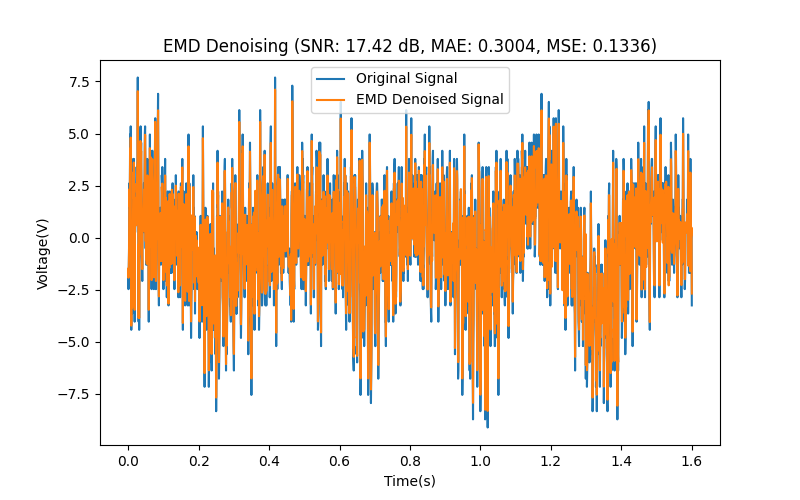 EMD Denoising (SNR: 17.42 dB, MAE: 0.3004, MSE: 0.1336)
Original Signal
EMD Denoised Signal
7.5
5.0
2.5
0.0
−2.5
−5.0
−7.5
Voltage(V)
0.0 0.2 0.4 0.6 0.8 1.0 1.2 1.4 1.6
Time(s)